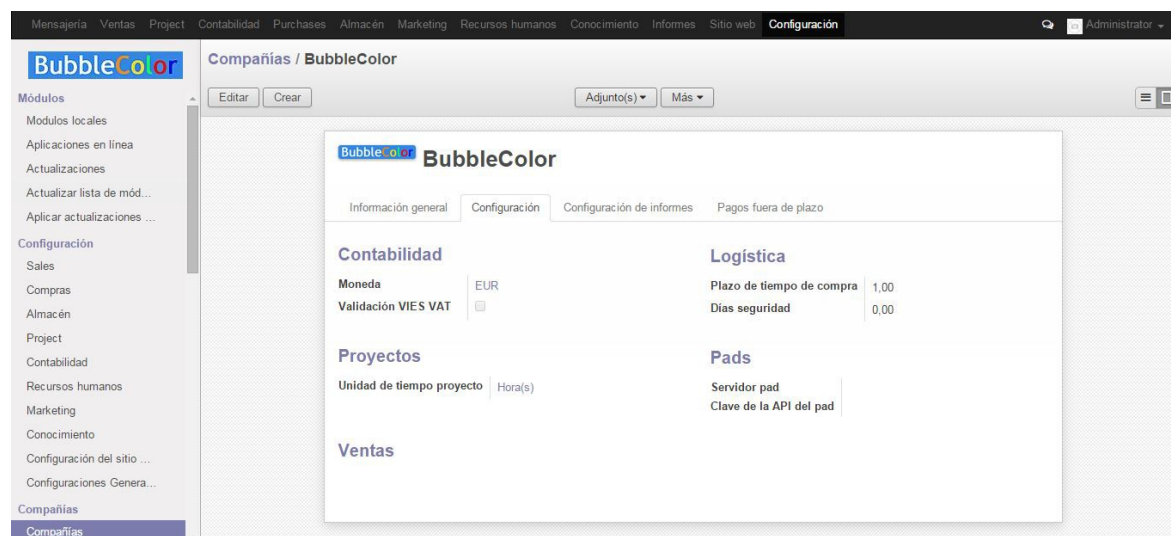 Mensajería Ventas Project Contabilidad Purchases Almacén Marketing Recursos humanos Conocimiento Informes Sitio web Configuración Administrator
BubbleColor
Módulos
Modulos locales
Aplicaciones en línea
Actualizaciones
Actualizar lista de mód...
Aplicar actualizaciones ...
Configuración
Sales
Compras
Almacén
Project
Contabilidad
Recursos humanos
Marketing
Conocimiento
Configuración del sitio ...
Configuraciones Genera...
Compañías
Compañías
Compañías / BubbleColor
Editar Crear Adjunto(s) Más
BubbleColor BubbleColor
Información general Configuración Configuración de informes Pagos fuera de plazo
Contabilidad
Moneda EUR
Validación VIES VAT
Logística
Plazo de tiempo de compra 1,00
Días seguridad 0,00
Proyectos
Unidad de tiempo proyecto Hora(s)
Pads
Servidor pad
Clave de la API del pad
Ventas